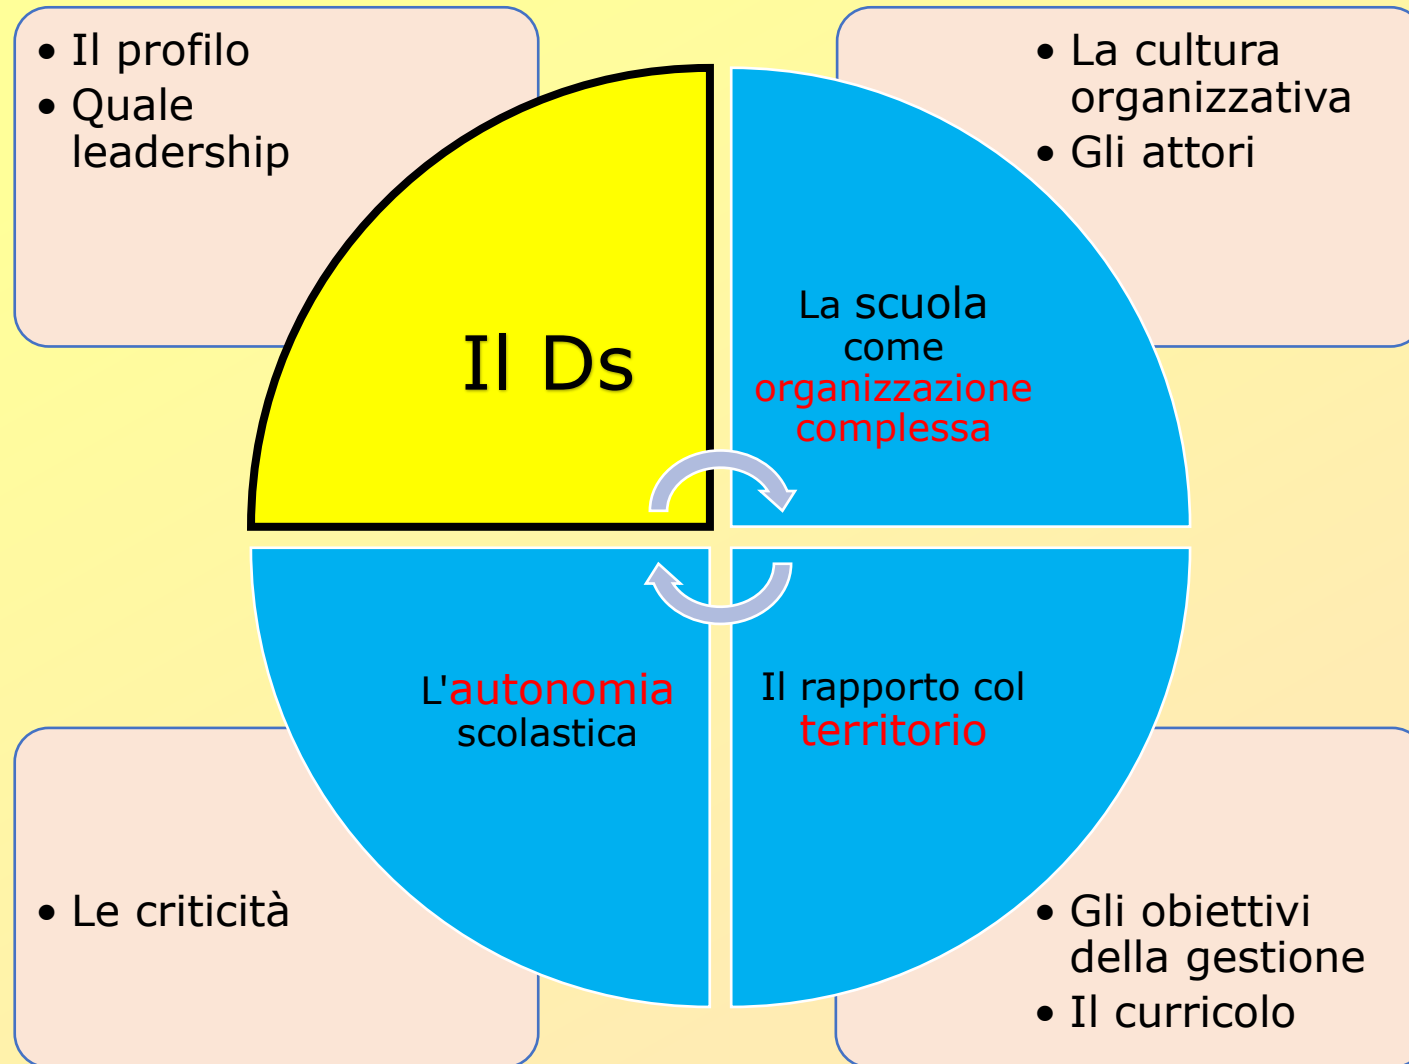 • Il profilo
• Quale
leadership
• La cultura
organizzativa
• Gli attori
Il Ds
La scuola
come
organizzazione
complessa
L'autonomia
scolastica
Il rapporto col
territorio
• Le criticità
• Gli obiettivi
della gestione
• Il curricolo